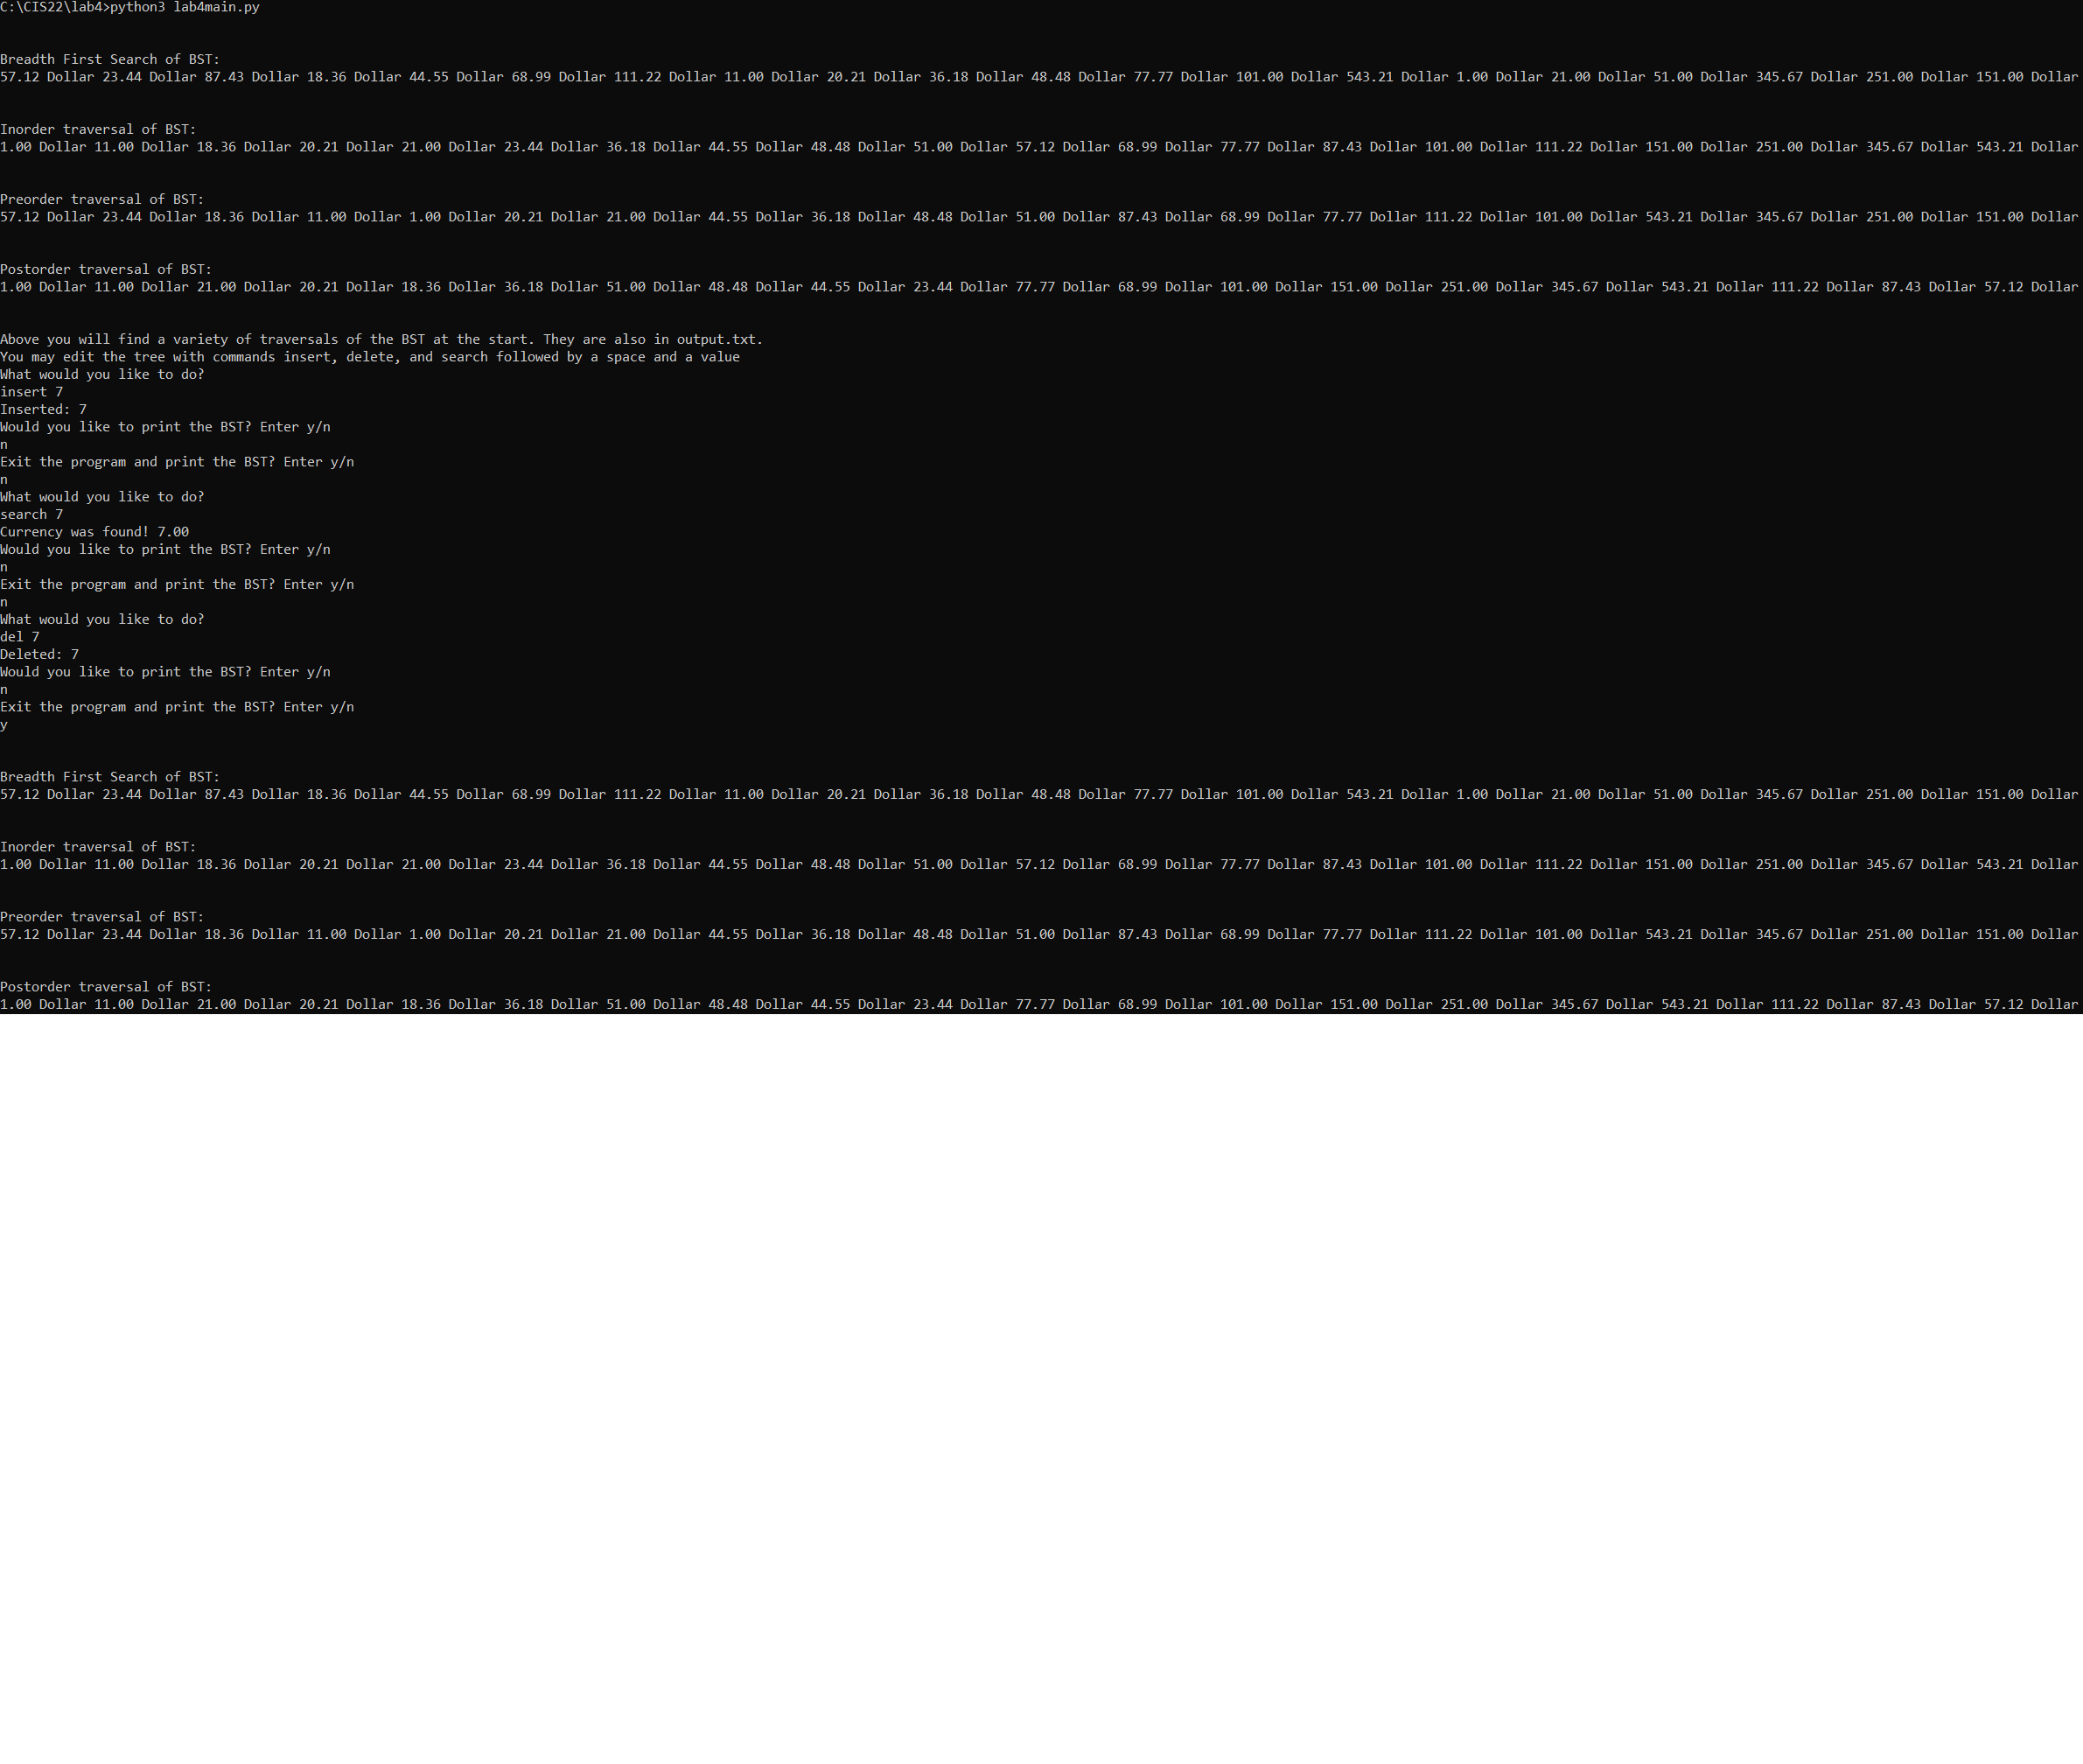 C:\CIS22\lab4>python3 lab4main.py
Breadth First Search of BST:
57.12 Dollar 23.44 Dollar 87.43 Dollar 18.36 Dollar 44.55 Dollar 68.99 Dollar 111.22 Dollar 11.00 Dollar 20.21 Dollar 36.18 Dollar 48.48 Dollar 77.77 Dollar 101.00 Dollar 543.21 Dollar 1.00 Dollar 21.00 Dollar 51.00 Dollar 345.67 Dollar 251.00 Dollar 151.00 Dollar
Inorder traversal of BST:
1.00 Dollar 11.00 Dollar 18.36 Dollar 20.21 Dollar 21.00 Dollar 23.44 Dollar 36.18 Dollar 44.55 Dollar 48.48 Dollar 51.00 Dollar 57.12 Dollar 68.99 Dollar 77.77 Dollar 87.43 Dollar 101.00 Dollar 111.22 Dollar 151.00 Dollar 251.00 Dollar 345.67 Dollar 543.21 Dollar
Preorder traversal of BST:
57.12 Dollar 23.44 Dollar 18.36 Dollar 11.00 Dollar 1.00 Dollar 20.21 Dollar 21.00 Dollar 44.55 Dollar 36.18 Dollar 48.48 Dollar 51.00 Dollar 87.43 Dollar 68.99 Dollar 77.77 Dollar 111.22 Dollar 101.00 Dollar 543.21 Dollar 345.67 Dollar 251.00 Dollar 151.00 Dollar
Postorder traversal of BST:
1.00 Dollar 11.00 Dollar 21.00 Dollar 20.21 Dollar 18.36 Dollar 36.18 Dollar 51.00 Dollar 48.48 Dollar 44.55 Dollar 23.44 Dollar 77.77 Dollar 68.99 Dollar 101.00 Dollar 151.00 Dollar 251.00 Dollar 345.67 Dollar 543.21 Dollar 111.22 Dollar 87.43 Dollar 57.12 Dollar
Above you will find a variety of traversals of the BST at the start. They are also in output.txt.
You may edit the tree with commands insert, delete, and search followed by a space and a value
What would you like to do?
insert 7
Inserted: 7
Would you like to print the BST? Enter y/n
n
Exit the program and print the BST? Enter y/n
n
What would you like to do?
search 7
Currency was found! 7.00
Would you like to print the BST? Enter y/n
n
Exit the program and print the BST? Enter y/n
n
What would you like to do?
del 7
Deleted: 7
Would you like to print the BST? Enter y/n
n
Exit the program and print the BST? Enter y/n
y
Breadth First Search of BST:
57.12 Dollar 23.44 Dollar 87.43 Dollar 18.36 Dollar 44.55 Dollar 68.99 Dollar 111.22 Dollar 11.00 Dollar 20.21 Dollar 36.18 Dollar 48.48 Dollar 77.77 Dollar 101.00 Dollar 543.21 Dollar 1.00 Dollar 21.00 Dollar 51.00 Dollar 345.67 Dollar 251.00 Dollar 151.00 Dollar
Inorder traversal of BST:
1.00 Dollar 11.00 Dollar 18.36 Dollar 20.21 Dollar 21.00 Dollar 23.44 Dollar 36.18 Dollar 44.55 Dollar 48.48 Dollar 51.00 Dollar 57.12 Dollar 68.99 Dollar 77.77 Dollar 87.43 Dollar 101.00 Dollar 111.22 Dollar 151.00 Dollar 251.00 Dollar 345.67 Dollar 543.21 Dollar
Preorder traversal of BST:
57.12 Dollar 23.44 Dollar 18.36 Dollar 11.00 Dollar 1.00 Dollar 20.21 Dollar 21.00 Dollar 44.55 Dollar 36.18 Dollar 48.48 Dollar 51.00 Dollar 87.43 Dollar 68.99 Dollar 77.77 Dollar 111.22 Dollar 101.00 Dollar 543.21 Dollar 345.67 Dollar 251.00 Dollar 151.00 Dollar
Postorder traversal of BST:
1.00 Dollar 11.00 Dollar 21.00 Dollar 20.21 Dollar 18.36 Dollar 36.18 Dollar 51.00 Dollar 48.48 Dollar 44.55 Dollar 23.44 Dollar 77.77 Dollar 68.99 Dollar 101.00 Dollar 151.00 Dollar 251.00 Dollar 345.67 Dollar 543.21 Dollar 111.22 Dollar 87.43 Dollar 57.12 Dollar